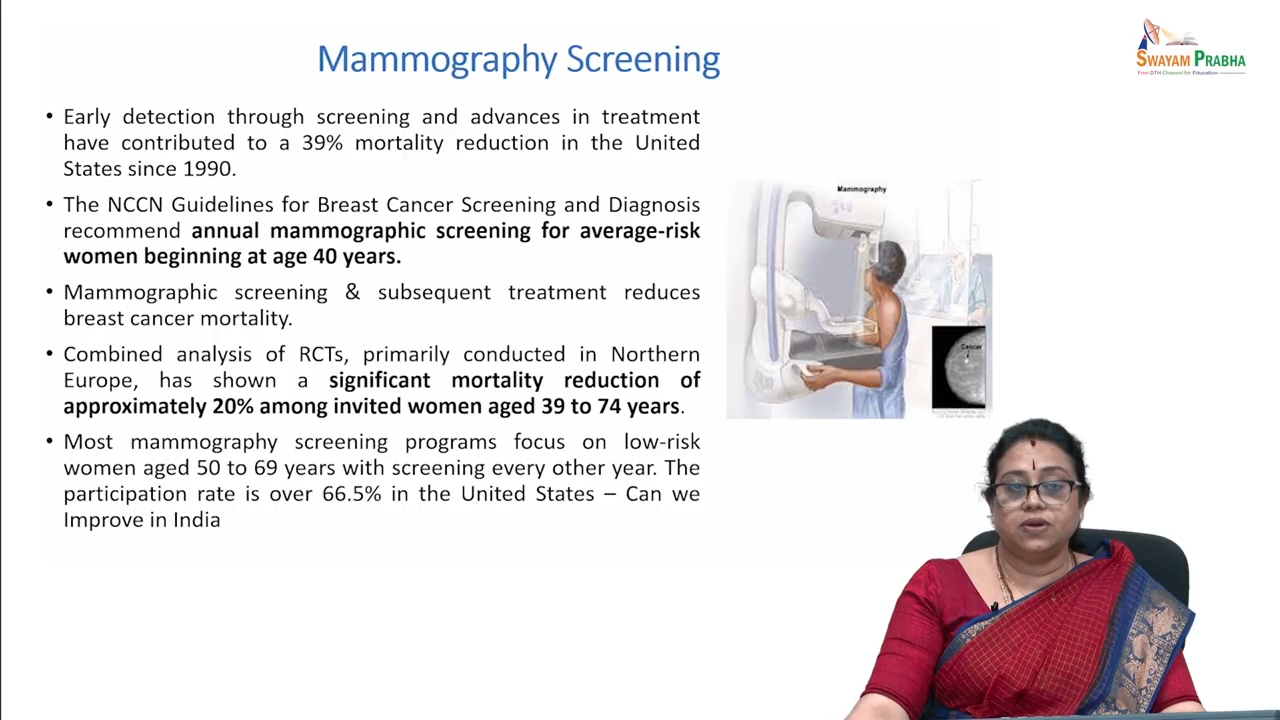 Mammography Screening
SWAYAM PRABHA
Free DTH Channel for Education
• Early detection through screening and advances in treatment
have contributed to a 39% mortality reduction in the United
States since 1990.
• The NCCN Guidelines for Breast Cancer Screening and Diagnosis
recommend annual mammographic screening for average-risk
women beginning at age 40 years.
• Mammographic screening & subsequent treatment reduces
breast cancer mortality.
• Combined analysis of RCTs, primarily conducted in Northern
Europe, has shown a significant mortality reduction of
approximately 20% among invited women aged 39 to 74 years.
• Most mammography screening programs focus on low-risk
women aged 50 to 69 years with screening every other year. The
participation rate is over 66.5% in the United States – Can we
Improve in India
Mammography
Cancer